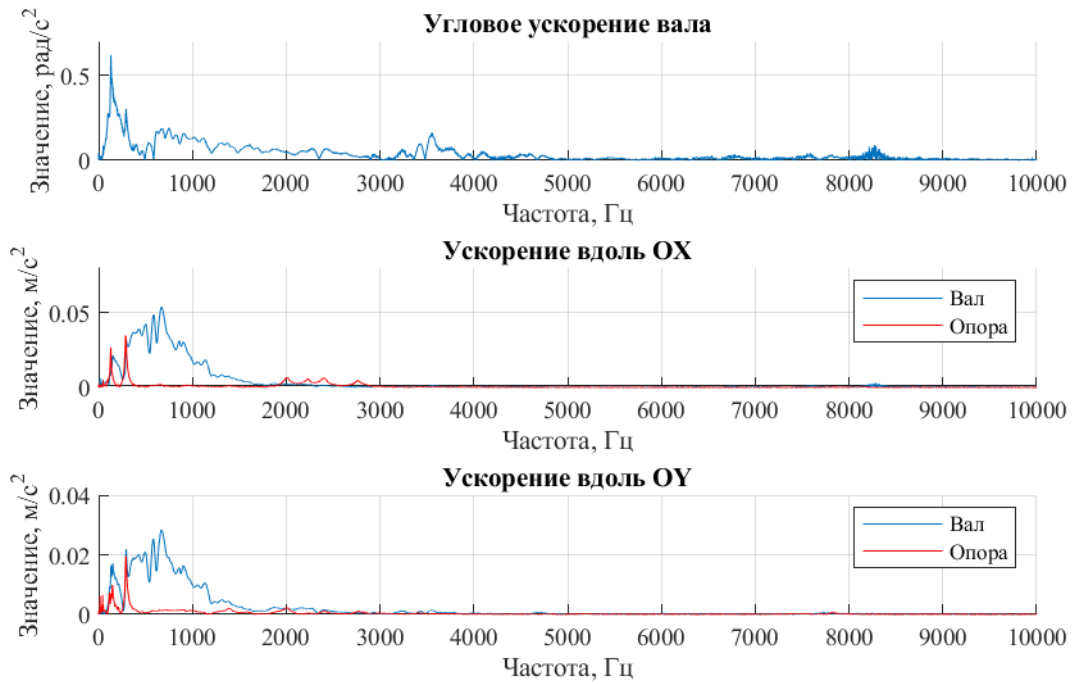 Угловое ускорение вала
Значение, рад/с²
0.5
0
0 1000 2000 3000 4000 5000 6000 7000 8000 9000 10000
Частота, Гц
Ускорение вдоль OX
Значение, м/с²
0.05
0
Вал
Опора
0 1000 2000 3000 4000 5000 6000 7000 8000 9000 10000
Частота, Гц
Ускорение вдоль OY
Значение, м/с²
0.04
0.02
0
Вал
Опора
0 1000 2000 3000 4000 5000 6000 7000 8000 9000 10000
Частота, Гц